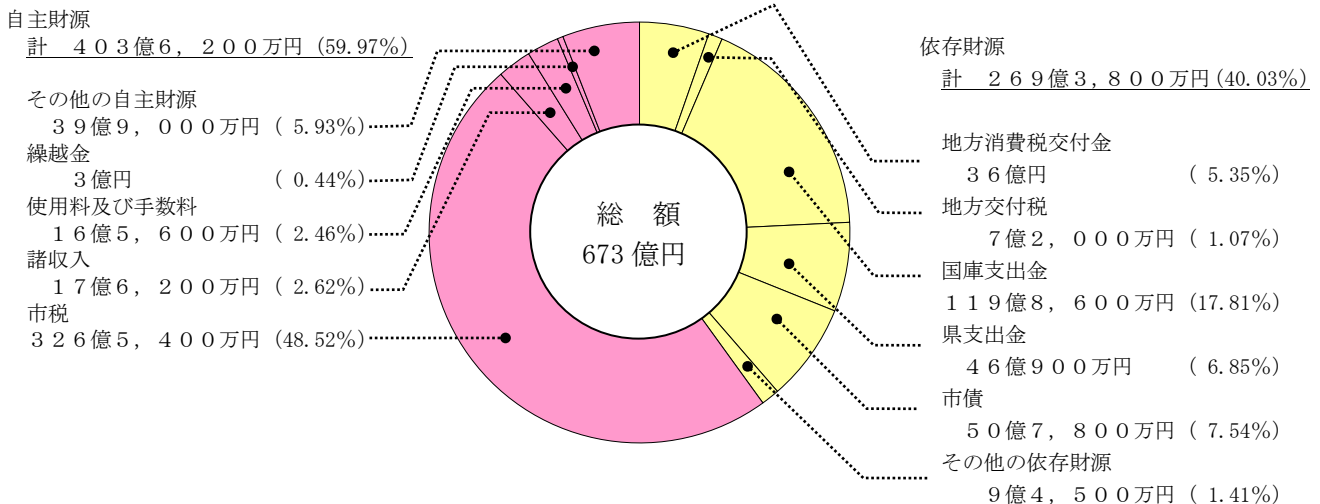 自主財源
計 403億6,200万円 (59.97%)
その他の自主財源
39億9,000万円 ( 5.93%)
繰越金
3億円 ( 0.44%)
使用料及び手数料
16億5,600万円 ( 2.46%)
諸収入
17億6,200万円 ( 2.62%)
市税
326億5,400万円 (48.52%)
総 額
673億円
依存財源
計 269億3,800万円 (40.03%)
地方消費税交付金
36億円 ( 5.35%)
地方交付税
7億2,000万円 ( 1.07%)
国庫支出金
119億8,600万円 (17.81%)
県支出金
46億900万円 ( 6.85%)
市債
50億7,800万円 ( 7.54%)
その他の依存財源
9億4,500万円 ( 1.41%)